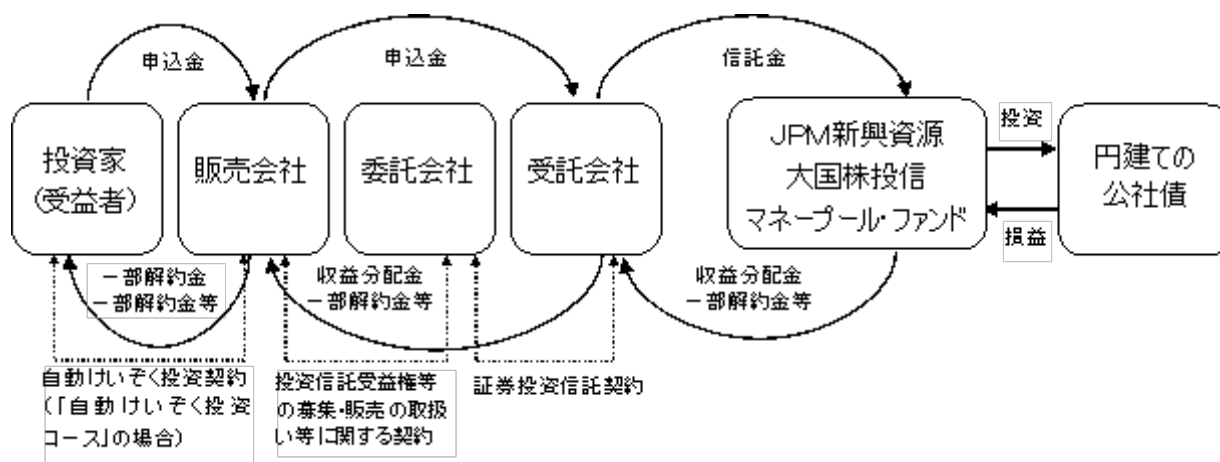 申込金
申込金
信託金
投資家
(受益者)
販売会社
委託会社
受託会社
JPM新興資源
大国株投信
マネープール・ファンド
投資
損益
円建ての
公社債
一部解約金
一部解約金等
収益分配金
一部解約金等
収益分配金
一部解約金等
自動けいぞく投資契約
(「自動けいぞく投資
コース」の場合)
投資信託受益権等
の募集・販売の取扱
い等に関する契約
証券投資信託契約